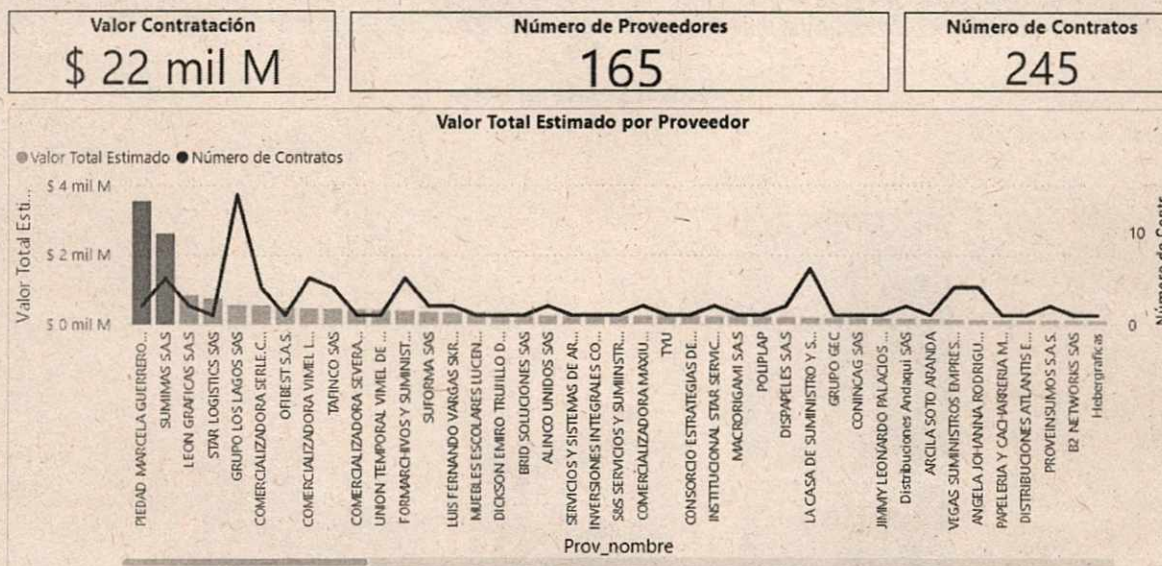 Valor Contratación
$ 22 mil M
Número de Proveedores
165
Número de Contratos
245
Valor Total Estimado por Proveedor
Valor Total Estimado
Número de Contratos
Valor Total Esti...
$ 4 mil M
$ 2 mil M
$ 0 mil M
10
0
Número de Contr
PIEDAD MARCELA GUERRERO...
SUMIMAS S.A.S
LEON GRAFICAS S.A.S
STAR LOGISTICS SAS
GRUPO LOS LAGOS SAS
COMERCIALIZADORA SERLE.C...
OFIBEST S.A.S.
COMERCIALIZADORA VIMEL L...
TAFINCO SAS
COMERCIALIZADORA SEVERA...
UNION TEMPORAL VIMEL DE ...
FORMARCHIVOS Y SUMINIST...
SUFORMA SAS
LUIS FERNANDO VARGAS SKR...
MUEBLES ESCOLARES LUCEN...
DICKSON EMIRO TRUJILLO D...
BRID SOLUCIONES SAS
ALINCO UNIDOS SAS
SERVICIOS Y SISTEMAS DE AR...
INVERSIONES INTEGRALES CO...
S&S SERVICIOS Y SUMINISTR...
COMERCIALIZADORA MAXIU...
TYU
CONSORCIO ESTRATEGIAS DE...
INSTITUCIONAL STAR SERVIC...
MACRORIGAMI S.A.S
POLIPLAP
DISPAPELES S.A.S
LA CASA DE SUMINISTRO Y S...
GRUPO GEC
CONINCAG SAS
JIMMY LEONARDO PALACIOS ...
Distribuciones Andaqui SAS
ARCILA SOTO ARANDA
VEGAS SUMINISTROS EMPRES...
ANGELA JOHANNA RODRIGU...
PAPELERIA Y CACHARRERIA M...
DISTRIBUCIONES ATLANTIS E...
PROVEINSUMOS S.A.S.
B2 NETWORKS SAS
Hebergraficas
Prov_nombre